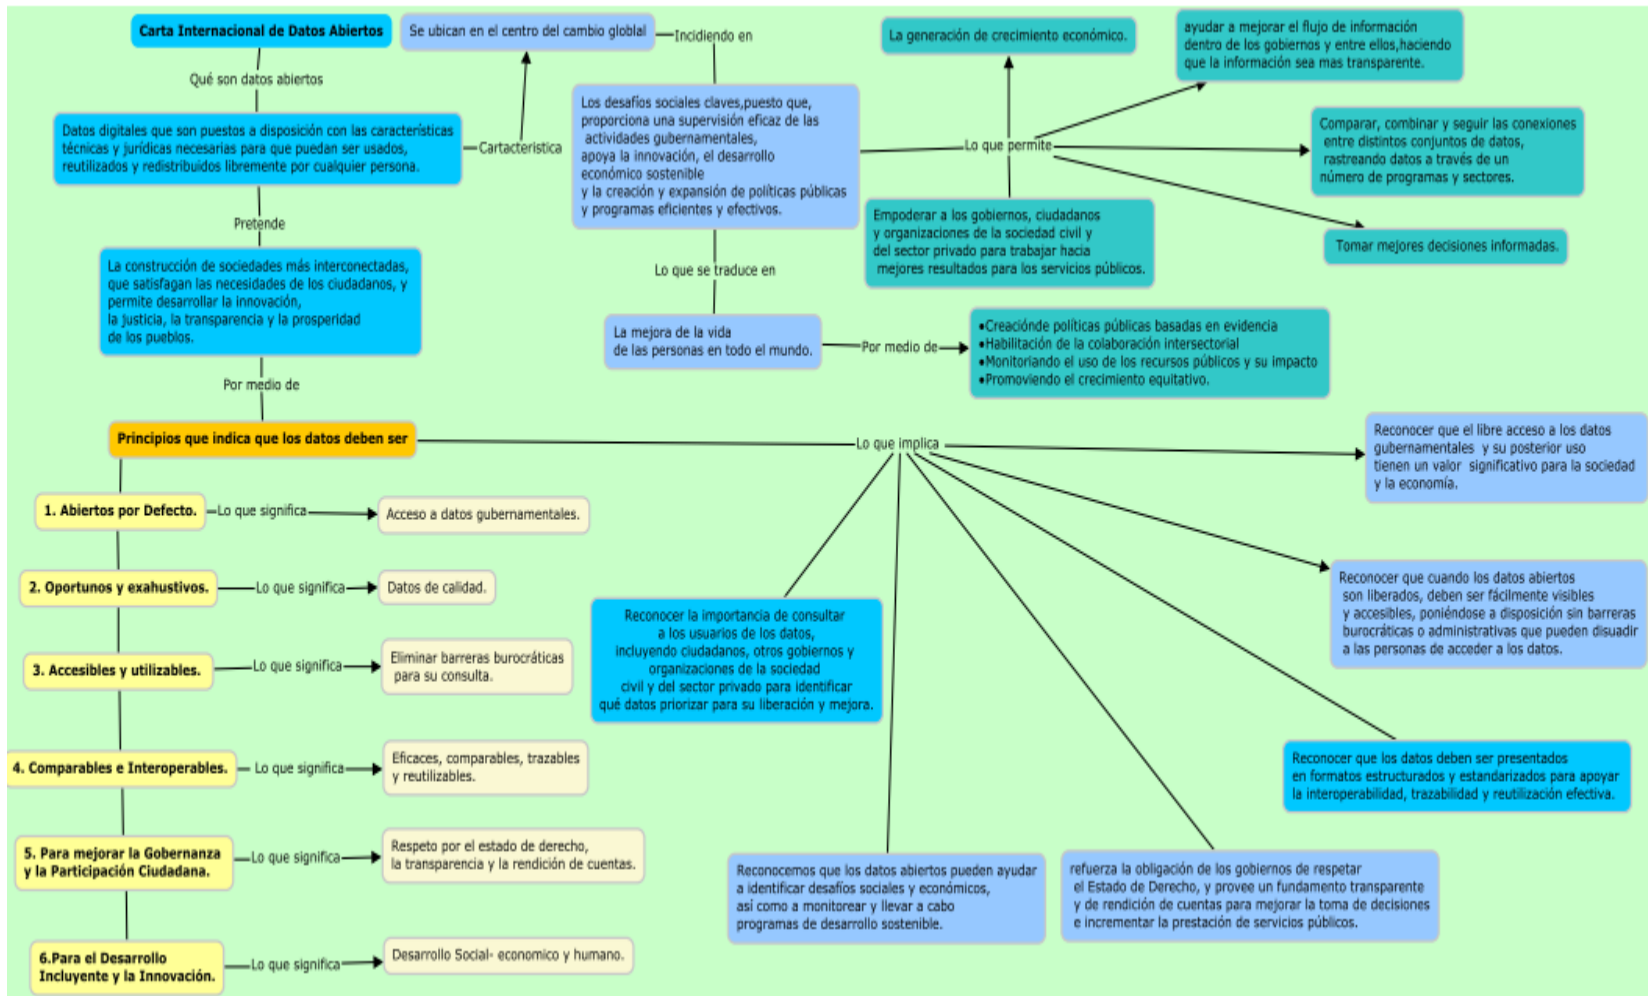 Carta Internacional de Datos Abiertos
Qué son datos abiertos
Datos digitales que son puestos a disposición con las características
técnicas y jurídicas necesarias para que puedan ser usados,
reutilizados y redistribuidos libremente por cualquier persona.
Cartacteristica
Se ubican en el centro del cambio globlal
Incidiendo en
Los desafíos sociales claves,puesto que,
proporciona una supervisión eficaz de las
actividades gubernamentales,
apoya la innovación, el desarrollo
económico sostenible
y la creación y expansión de políticas públicas
y programas eficientes y efectivos.
Lo que permite
La generación de crecimiento económico.
ayudar a mejorar el flujo de información
dentro de los gobiernos y entre ellos,haciendo
que la información sea mas transparente.
Comparar, combinar y seguir las conexiones
entre distintos conjuntos de datos,
rastreando datos a través de un
número de programas y sectores.
Tomar mejores decisiones informadas.
Empoderar a los gobiernos, ciudadanos
y organizaciones de la sociedad civil y
del sector privado para trabajar hacia
mejores resultados para los servicios públicos.
Lo que se traduce en
La mejora de la vida
de las personas en todo el mundo.
Por medio de
•Creaciónde políticas públicas basadas en evidencia
•Habilitación de la colaboración intersectorial
•Monitoriando el uso de los recursos públicos y su impacto
•Promoviendo el crecimiento equitativo.
Pretende
La construcción de sociedades más interconectadas,
que satisfagan las necesidades de los ciudadanos, y
permite desarrollar la innovación,
la justicia, la transparencia y la prosperidad
de los pueblos.
Por medio de
Principios que indica que los datos deben ser
1. Abiertos por Defecto.
Lo que significa
Acceso a datos gubernamentales.
2. Oportunos y exahustivos.
Lo que significa
Datos de calidad.
3. Accesibles y utilizables.
Lo que significa
Eliminar barreras burocráticas
para su consulta.
4. Comparables e Interoperables.
Lo que significa
Eficaces, comparables, trazables
y reutilizables.
5. Para mejorar la Gobernanza
y la Participación Ciudadana.
Lo que significa
Respeto por el estado de derecho,
la transparencia y la rendición de cuentas.
6.Para el Desarrollo
Incluyente y la Innovación.
Lo que significa
Desarrollo Social- economico y humano.
Lo que implica
Reconocer que el libre acceso a los datos
gubernamentales y su posterior uso
tienen un valor significativo para la sociedad
y la economía.
Reconocer que cuando los datos abiertos
son liberados, deben ser fácilmente visibles
y accesibles, poniéndose a disposición sin barreras
burocráticas o administrativas que pueden disuadir
a las personas de acceder a los datos.
Reconocer la importancia de consultar
a los usuarios de los datos,
incluyendo ciudadanos, otros gobiernos y
organizaciones de la sociedad
civil y del sector privado para identificar
qué datos priorizar para su liberación y mejora.
Reconocer que los datos deben ser presentados
en formatos estructurados y estandarizados para apoyar
la interoperabilidad, trazabilidad y reutilización efectiva.
Reconocemos que los datos abiertos pueden ayudar
a identificar desafíos sociales y económicos,
así como a monitorear y llevar a cabo
programas de desarrollo sostenible.
refuerza la obligación de los gobiernos de respetar
el Estado de Derecho, y provee un fundamento transparente
y de rendición de cuentas para mejorar la toma de decisiones
e incrementar la prestación de servicios públicos.